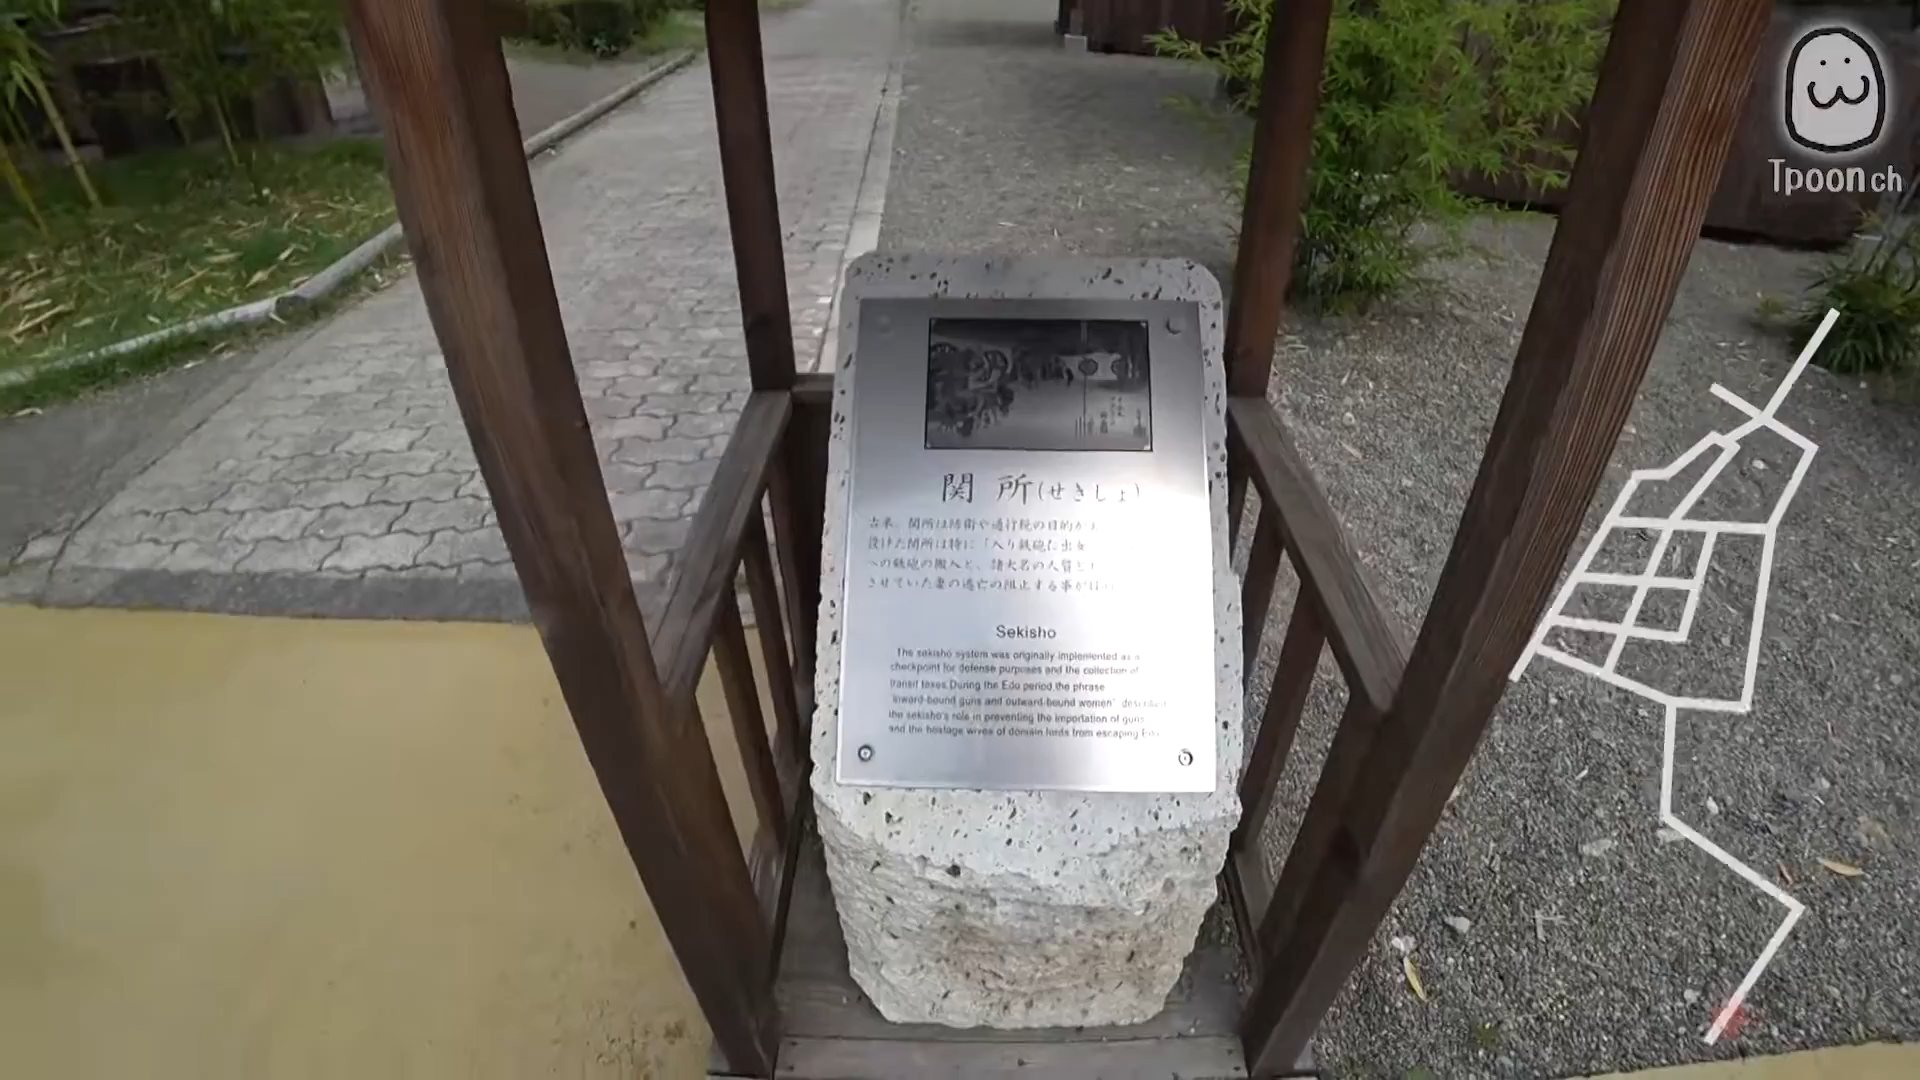 Tpoon ch
関 所(せきしょ)
古来、関所は防衛や通行税の目的が
設けた関所は特に「入り鉄砲に出女
への鉄砲の搬入と、諸大名の人質と
させていた妻の逃亡の阻止する事が目
Sekisho
The sekisho system was originally implemented as a
checkpoint for defense purposes and the collection of
transit taxes.During the Edo period,the phrase
"inward-bound guns and outward-bound women" described
the sekisho's role in preventing the importation of guns
and the hostage wives of domain lords from escaping Edo